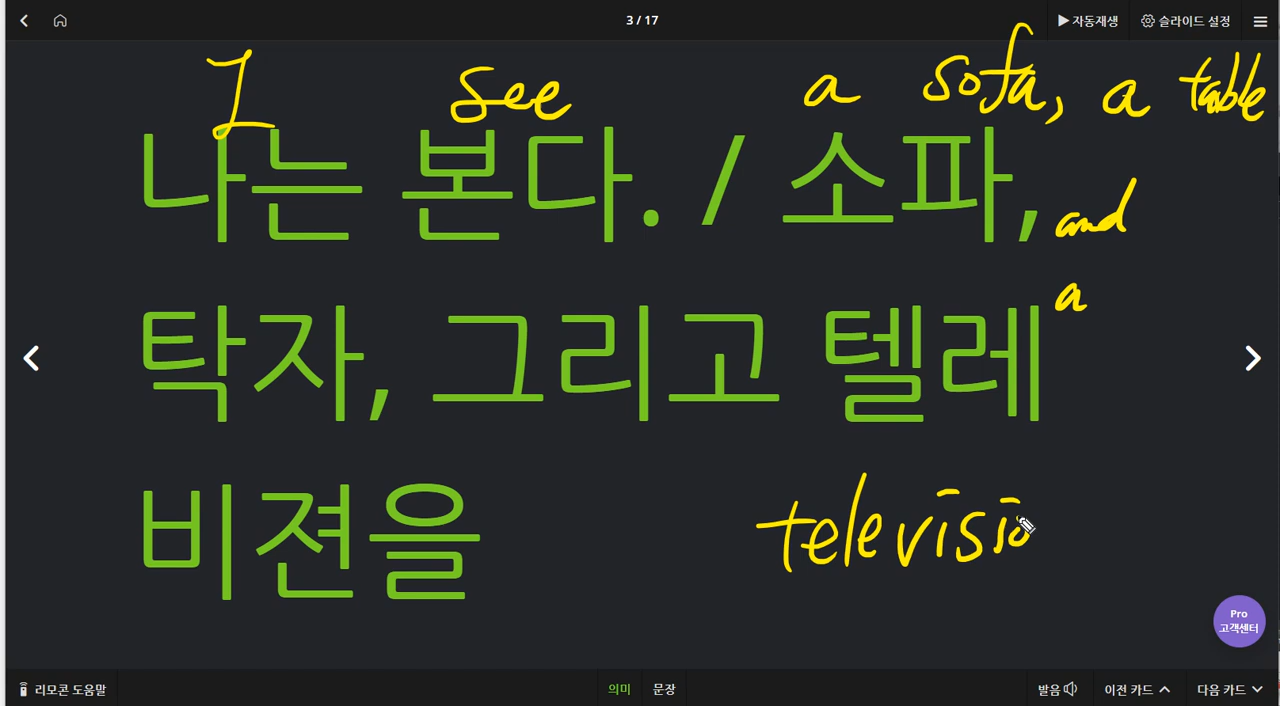 3 / 17
▶ 자동재생
슬라이드 설정
I see a sofa, a table
나는 본다. / 소파,
and
a
탁자, 그리고 텔레
비젼을
televisio
Pro
고객센터
리모콘 도움말
의미
문장
발음
이전 카드
다음 카드